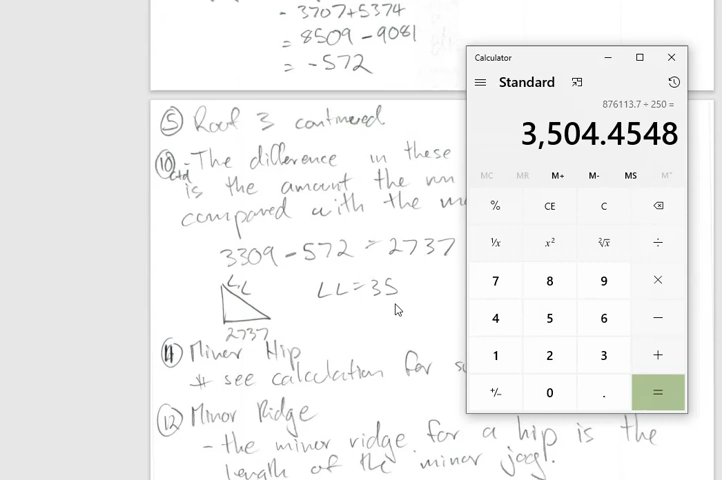 - 3707+5374
= 8509 - 9081
= -572
⑤ Roof 3 continued
⑩ - The difference in these
ctd is the amount the
compared with the
3309 - 572 = 2737
LL
LL = 35
2737
⑪ Minor Hip
* see calculation for
⑫ Minor Ridge
- the minor ridge for a hip is the
length of the minor
Calculator
Standard
876113.7 ÷ 250 =
3,504.4548
MC MR M+ M- MS M˅
% CE C
¹/x x² ²√x ÷
7 8 9 ×
4 5 6 −
1 2 3 +
+/- 0 . =